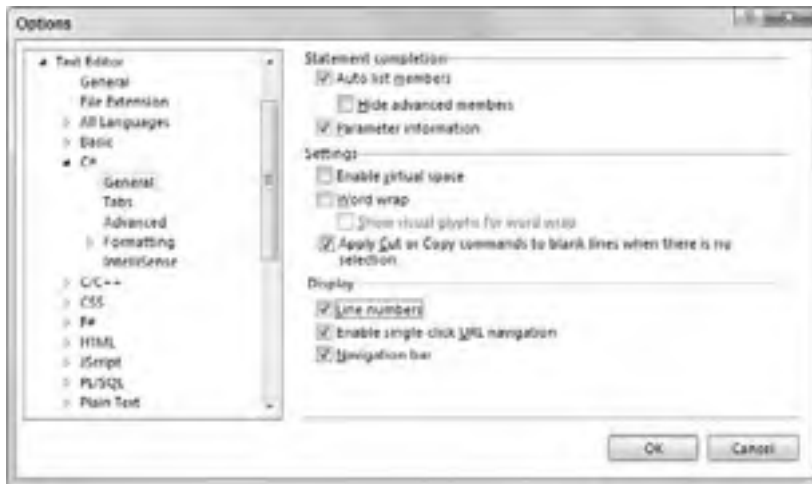 Options
Text Editor
General
File Extension
All Languages
Basic
C#
General
Tabs
Advanced
Formatting
IntelliSense
C/C++
CSS
F#
HTML
JScript
PL/SQL
Plain Text
Statement completion
Auto list members
Hide advanced members
Parameter information
Settings
Enable virtual space
Word wrap
Show visual glyphs for word wrap
Apply Cut or Copy commands to blank lines when there is no
selection
Display
Line numbers
Enable single-click URL navigation
Navigation bar
OK
Cancel